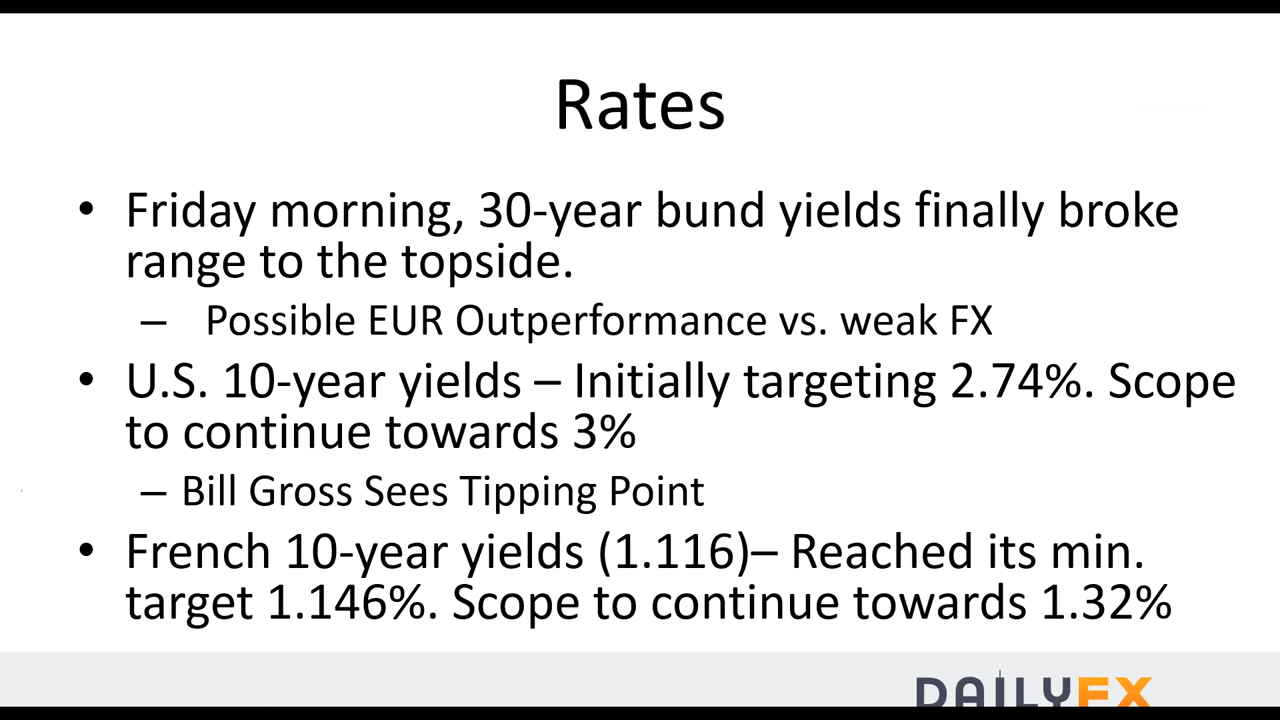 Rates
• Friday morning, 30-year bund yields finally broke
range to the topside.
– Possible EUR Outperformance vs. weak FX
• U.S. 10-year yields – Initially targeting 2.74%. Scope
to continue towards 3%
– Bill Gross Sees Tipping Point
• French 10-year yields (1.116)– Reached its min.
target 1.146%. Scope to continue towards 1.32%
DAILYFX